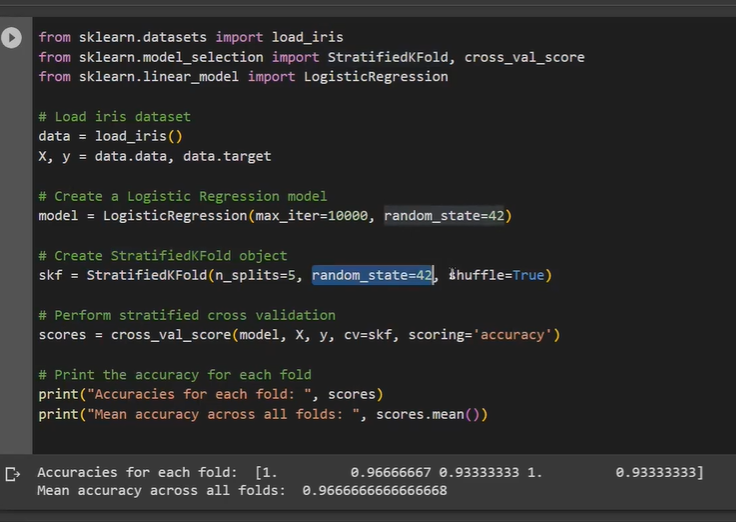 from sklearn.datasets import load_iris
from sklearn.model_selection import StratifiedKFold, cross_val_score
from sklearn.linear_model import LogisticRegression
# Load iris dataset
data = load_iris()
X, y = data.data, data.target
# Create a Logistic Regression model
model = LogisticRegression(max_iter=10000, random_state=42)
# Create StratifiedKFold object
skf = StratifiedKFold(n_splits=5, random_state=42, shuffle=True)
# Perform stratified cross validation
scores = cross_val_score(model, X, y, cv=skf, scoring='accuracy')
# Print the accuracy for each fold
print("Accuracies for each fold: ", scores)
print("Mean accuracy across all folds: ", scores.mean())
Accuracies for each fold:  [1.         0.96666667 0.93333333 1.         0.93333333]
Mean accuracy across all folds:  0.9666666666666668